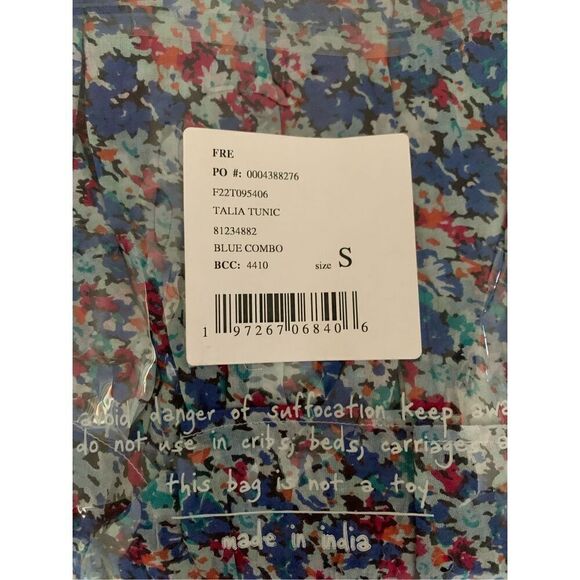 FRE
PO #: 0004388276
F22T095406
TALIA TUNIC
81234882
BLUE COMBO
BCC: 4410 size S
1 97267 06840 6
avoid danger of suffocation keep
do not use in cribs, beds,
this bag is not a toy
made in india